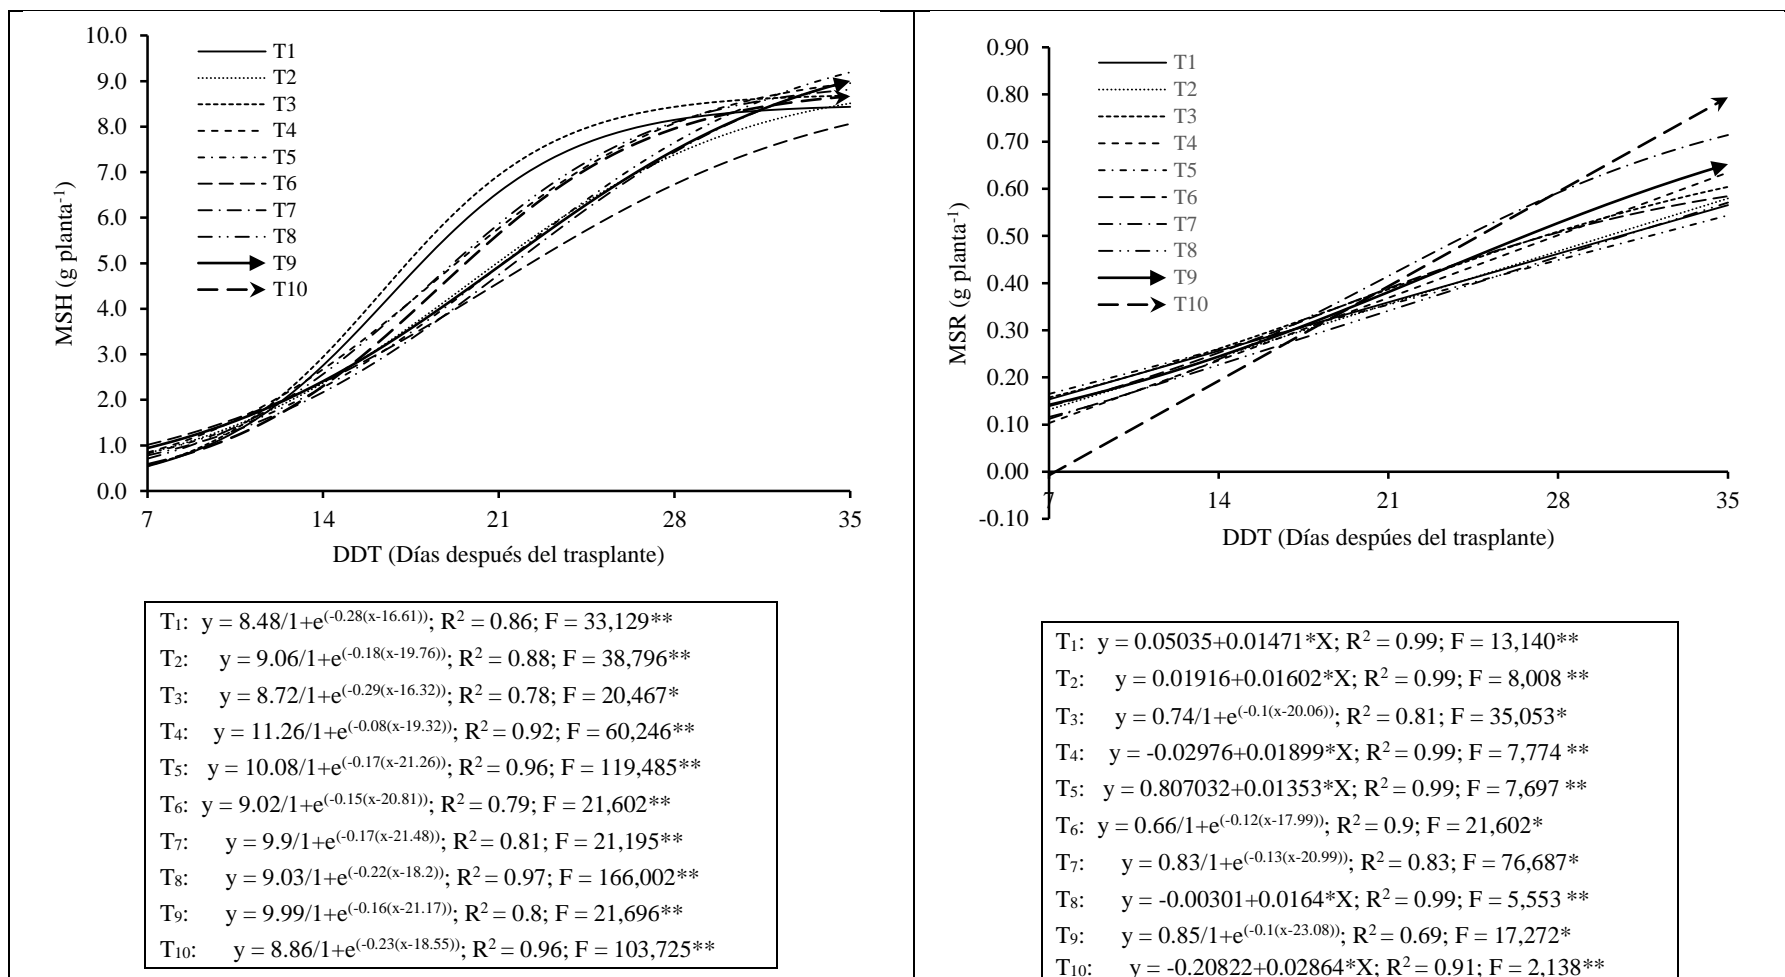 10.0
9.0
8.0
7.0
6.0
5.0
4.0
3.0
2.0
1.0
0.0
MSH (g planta-1)
T1
T2
T3
T4
T5
T6
T7
T8
T9
T10
7 14 21 28 35
DDT (Días después del trasplante)
T1: y = 8.48/1+e(-0.28(x-16.61)); R2 = 0.86; F = 33,129**
T2: y = 9.06/1+e(-0.18(x-19.76)); R2 = 0.88; F = 38,796**
T3: y = 8.72/1+e(-0.29(x-16.32)); R2 = 0.78; F = 20,467*
T4: y = 11.26/1+e(-0.08(x-19.32)); R2 = 0.92; F = 60,246**
T5: y = 10.08/1+e(-0.17(x-21.26)); R2 = 0.96; F = 119,485**
T6: y = 9.02/1+e(-0.15(x-20.81)); R2 = 0.79; F = 21,602**
T7: y = 9.9/1+e(-0.17(x-21.48)); R2 = 0.81; F = 21,195**
T8: y = 9.03/1+e(-0.22(x-18.2)); R2 = 0.97; F = 166,002**
T9: y = 9.99/1+e(-0.16(x-21.17)); R2 = 0.8; F = 21,696**
T10: y = 8.86/1+e(-0.23(x-18.55)); R2 = 0.96; F = 103,725**
0.90
0.80
0.70
0.60
0.50
0.40
0.30
0.20
0.10
0.00
-0.10
MSR (g planta-1)
T1
T2
T3
T4
T5
T6
T7
T8
T9
T10
7 14 21 28 35
DDT (Días despúes del trasplante)
T1: y = 0.05035+0.01471*X; R2 = 0.99; F = 13,140**
T2: y = 0.01916+0.01602*X; R2 = 0.99; F = 8,008 **
T3: y = 0.74/1+e(-0.1(x-20.06)); R2 = 0.81; F = 35,053*
T4: y = -0.02976+0.01899*X; R2 = 0.99; F = 7,774 **
T5: y = 0.807032+0.01353*X; R2 = 0.99; F = 7,697 **
T6: y = 0.66/1+e(-0.12(x-17.99)); R2 = 0.9; F = 21,602*
T7: y = 0.83/1+e(-0.13(x-20.99)); R2 = 0.83; F = 76,687*
T8: y = -0.00301+0.0164*X; R2 = 0.99; F = 5,553 **
T9: y = 0.85/1+e(-0.1(x-23.08)); R2 = 0.69; F = 17,272*
T10: y = -0.20822+0.02864*X; R2 = 0.91; F = 2,138**